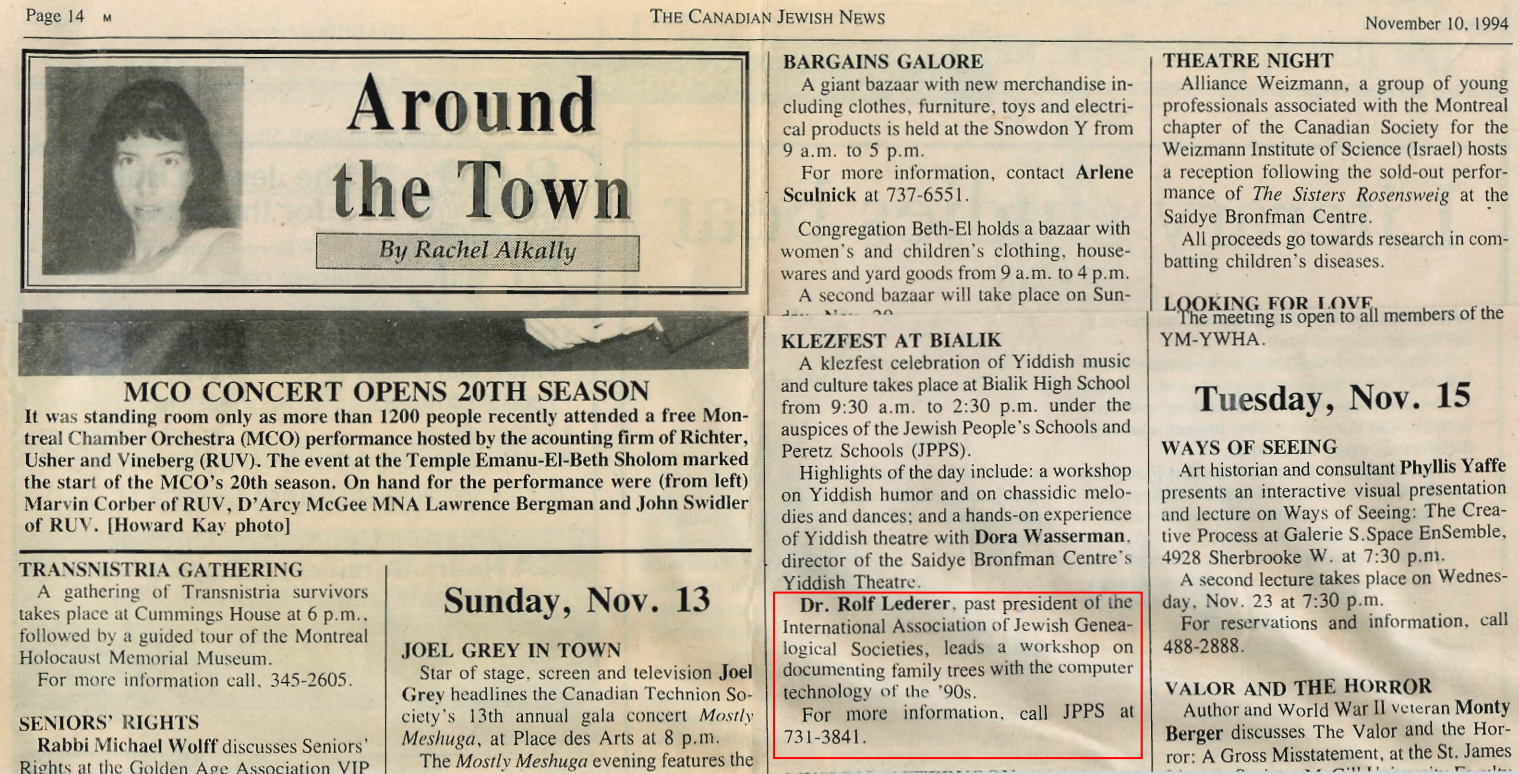 Page 14 M
THE CANADIAN JEWISH NEWS
November 10, 1994
Around
the Town
By Rachel Alkally
MCO CONCERT OPENS 20TH SEASON
It was standing room only as more than 1200 people recently attended a free Mon-
treal Chamber Orchestra (MCO) performance hosted by the acounting firm of Richter,
Usher and Vineberg (RUV). The event at the Temple Emanu-El-Beth Sholom marked
the start of the MCO's 20th season. On hand for the performance were (from left)
Marvin Corber of RUV, D'Arcy McGee MNA Lawrence Bergman and John Swidler
of RUV. [Howard Kay photo]
TRANSNISTRIA GATHERING
A gathering of Transnistria survivors
takes place at Cummings House at 6 p.m.,
followed by a guided tour of the Montreal
Holocaust Memorial Museum.
For more information call, 345-2605.
SENIORS' RIGHTS
Rabbi Michael Wolff discusses Seniors'
Rights at the Golden Age Association VIP
Sunday, Nov. 13
JOEL GREY IN TOWN
Star of stage, screen and television Joel
Grey headlines the Canadian Technion So-
ciety's 13th annual gala concert Mostly
Meshuga, at Place des Arts at 8 p.m.
The Mostly Meshuga evening features the
BARGAINS GALORE
A giant bazaar with new merchandise in-
cluding clothes, furniture, toys and electri-
cal products is held at the Snowdon Y from
9 a.m. to 5 p.m.
For more information, contact Arlene
Sculnick at 737-6551.
Congregation Beth-El holds a bazaar with
women's and children's clothing, house-
wares and yard goods from 9 a.m. to 4 p.m.
A second bazaar will take place on Sun-
KLEZFEST AT BIALIK
A klezfest celebration of Yiddish music
and culture takes place at Bialik High School
from 9:30 a.m. to 2:30 p.m. under the
auspices of the Jewish People's Schools and
Peretz Schools (JPPS).
Highlights of the day include: a workshop
on Yiddish humor and on chassidic melo-
dies and dances; and a hands-on experience
of Yiddish theatre with Dora Wasserman,
director of the Saidye Bronfman Centre's
Yiddish Theatre.
Dr. Rolf Lederer, past president of the
International Association of Jewish Genea-
logical Societies, leads a workshop on
documenting family trees with the computer
technology of the '90s.
For more information, call JPPS at
731-3841.
THEATRE NIGHT
Alliance Weizmann, a group of young
professionals associated with the Montreal
chapter of the Canadian Society for the
Weizmann Institute of Science (Israel) hosts
a reception following the sold-out perfor-
mance of The Sisters Rosensweig at the
Saidye Bronfman Centre.
All proceeds go towards research in com-
batting children's diseases.
LOOKING FOR LOVE
The meeting is open to all members of the
YM-YWHA.
Tuesday, Nov. 15
WAYS OF SEEING
Art historian and consultant Phyllis Yaffe
presents an interactive visual presentation
and lecture on Ways of Seeing: The Crea-
tive Process at Galerie S.Space EnSemble,
4928 Sherbrooke W. at 7:30 p.m.
A second lecture takes place on Wednes-
day, Nov. 23 at 7:30 p.m.
For reservations and information, call
488-2888.
VALOR AND THE HORROR
Author and World War II veteran Monty
Berger discusses The Valor and the Hor-
ror: A Gross Misstatement, at the St. James